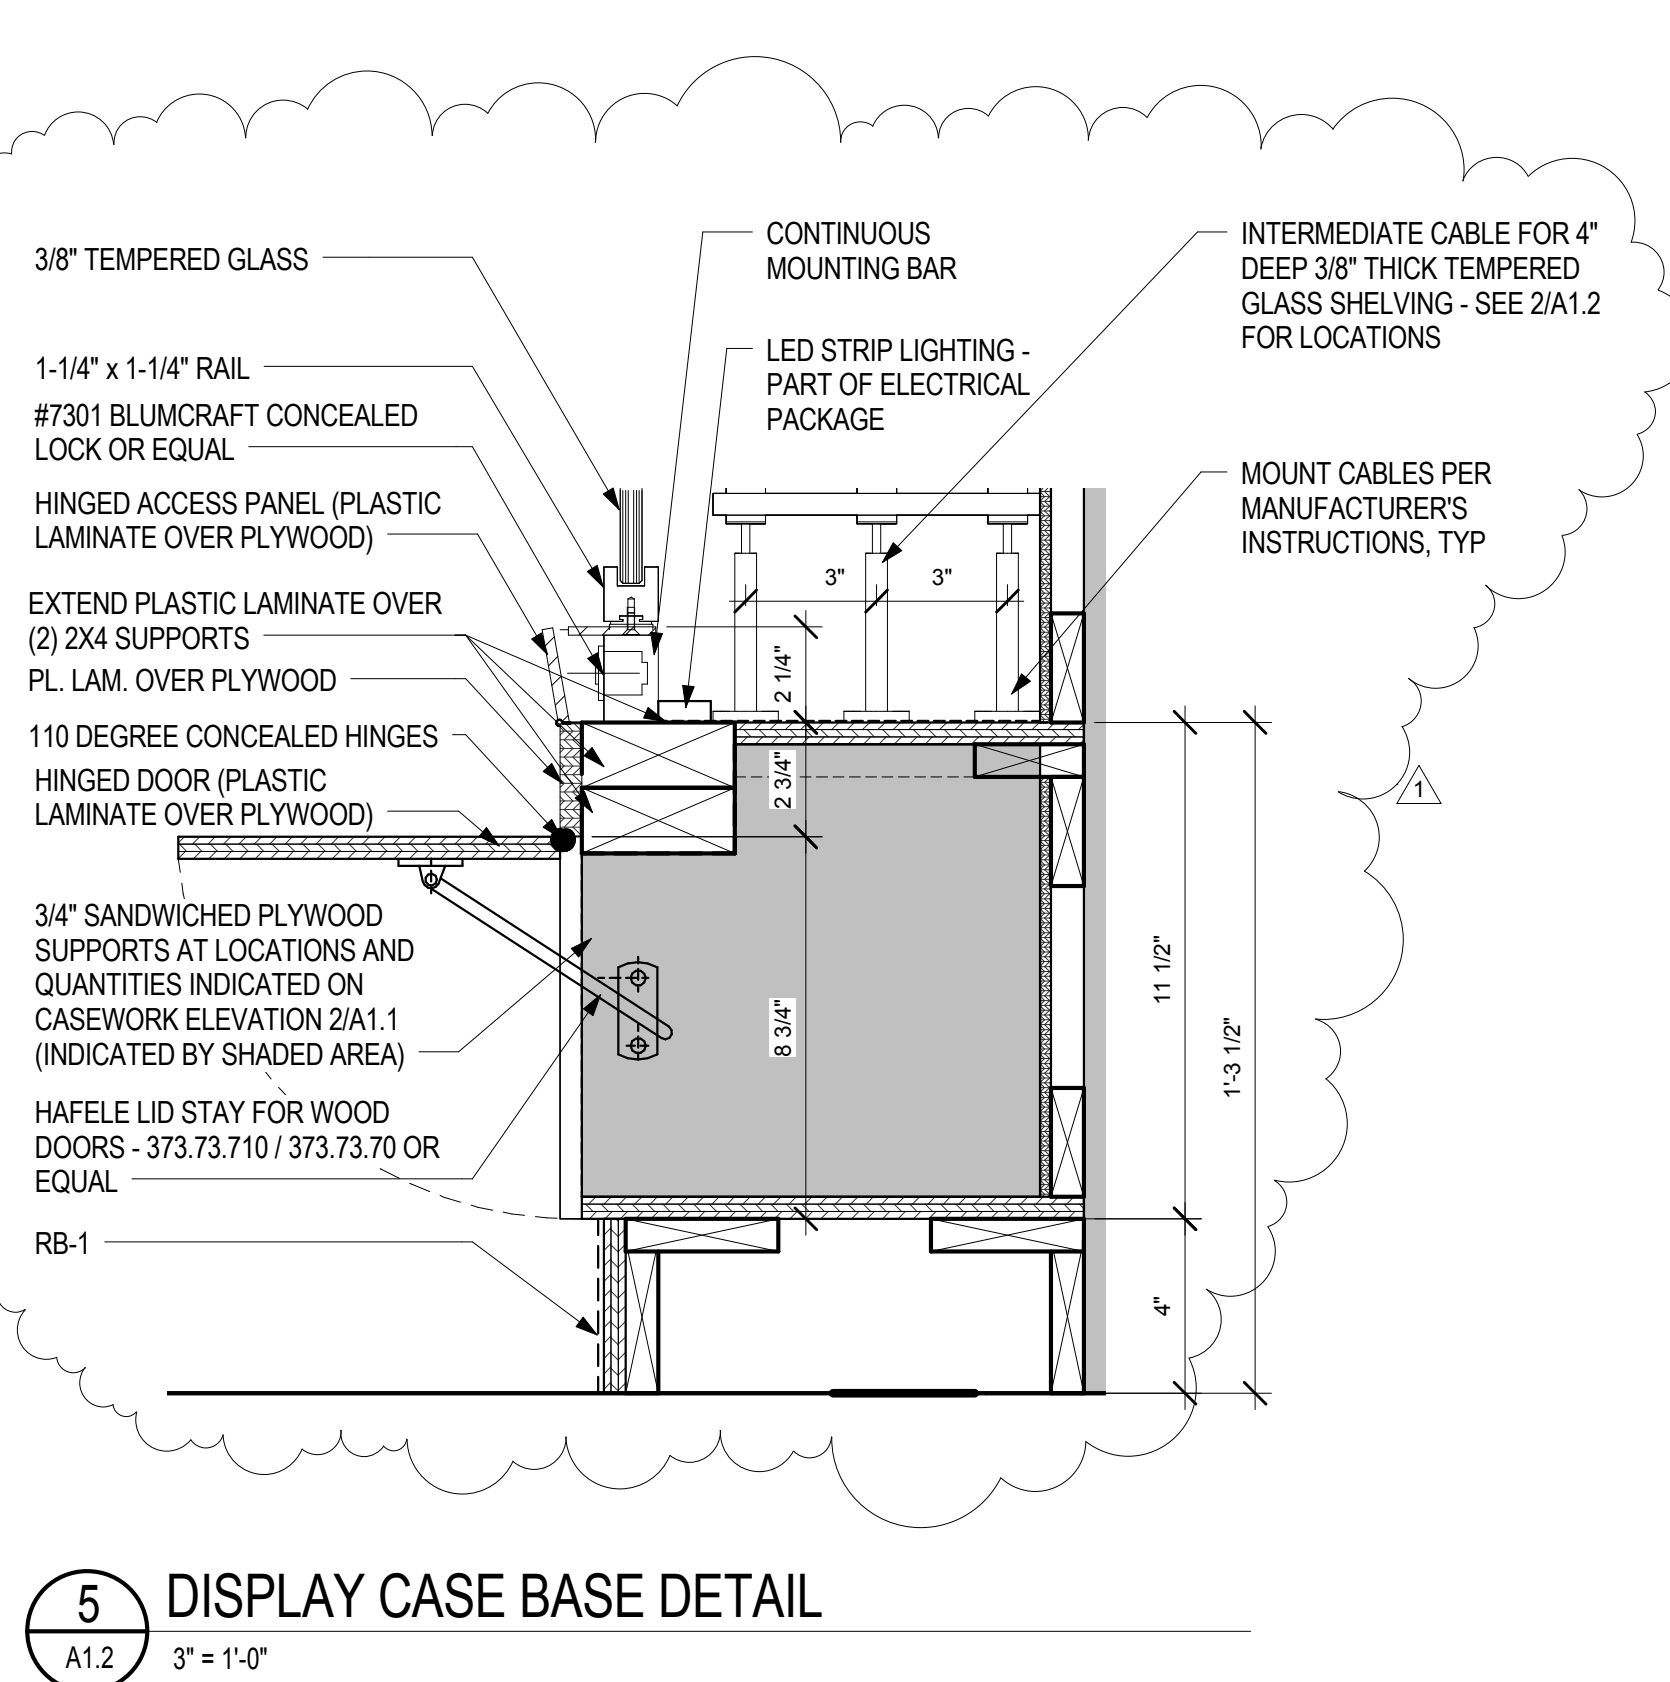 3/8" TEMPERED GLASS
1-1/4" x 1-1/4" RAIL
#7301 BLUMCRAFT CONCEALED
LOCK OR EQUAL
HINGED ACCESS PANEL (PLASTIC
LAMINATE OVER PLYWOOD)
EXTEND PLASTIC LAMINATE OVER
(2) 2X4 SUPPORTS
PL. LAM. OVER PLYWOOD
110 DEGREE CONCEALED HINGES
HINGED DOOR (PLASTIC
LAMINATE OVER PLYWOOD)
3/4" SANDWICHED PLYWOOD
SUPPORTS AT LOCATIONS AND
QUANTITIES INDICATED ON
CASEWORK ELEVATION 2/A1.1
(INDICATED BY SHADED AREA)
HAFELE LID STAY FOR WOOD
DOORS - 373.73.710 / 373.73.70 OR
EQUAL
RB-1
CONTINUOUS
MOUNTING BAR
LED STRIP LIGHTING -
PART OF ELECTRICAL
PACKAGE
INTERMEDIATE CABLE FOR 4"
DEEP 3/8" THICK TEMPERED
GLASS SHELVING - SEE 2/A1.2
FOR LOCATIONS
MOUNT CABLES PER
MANUFACTURER'S
INSTRUCTIONS, TYP
3"
3"
2 1/4"
2 3/4"
8 3/4"
11 1/2"
1'-3 1/2"
4"
1
5
A1.2
DISPLAY CASE BASE DETAIL
3" = 1'-0"